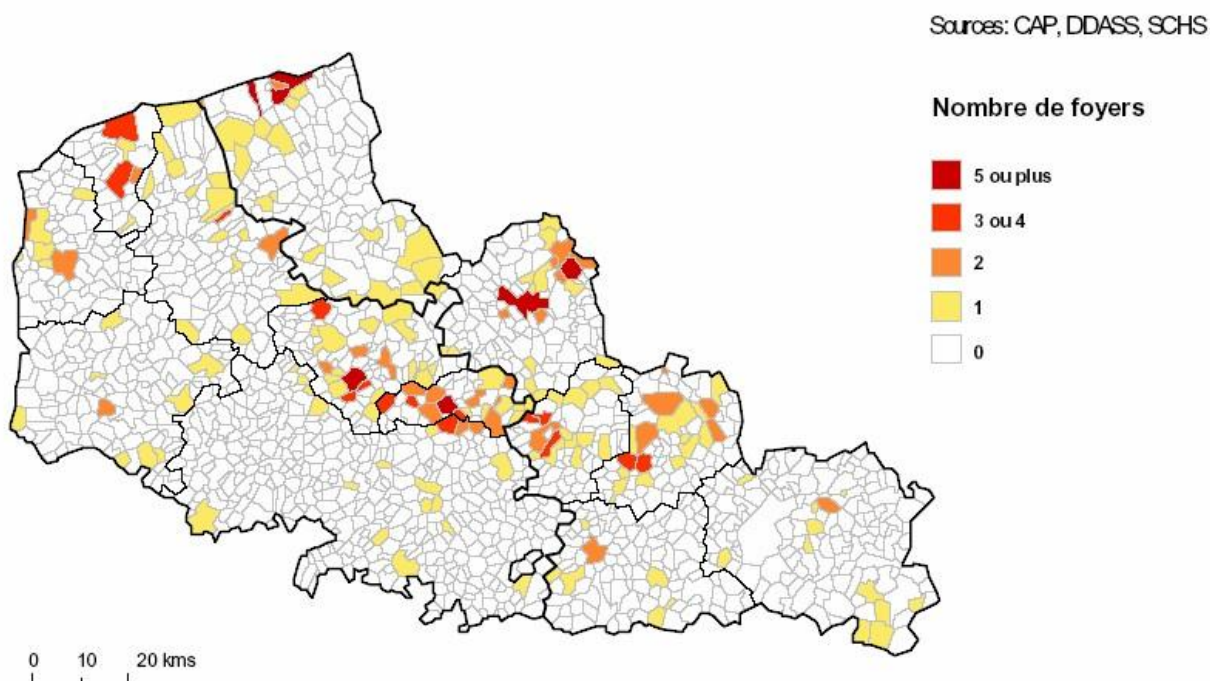 Sources: CAP, DDASS, SCHS
Nombre de foyers
5 ou plus
3 ou 4
2
1
0
0 10 20 kms